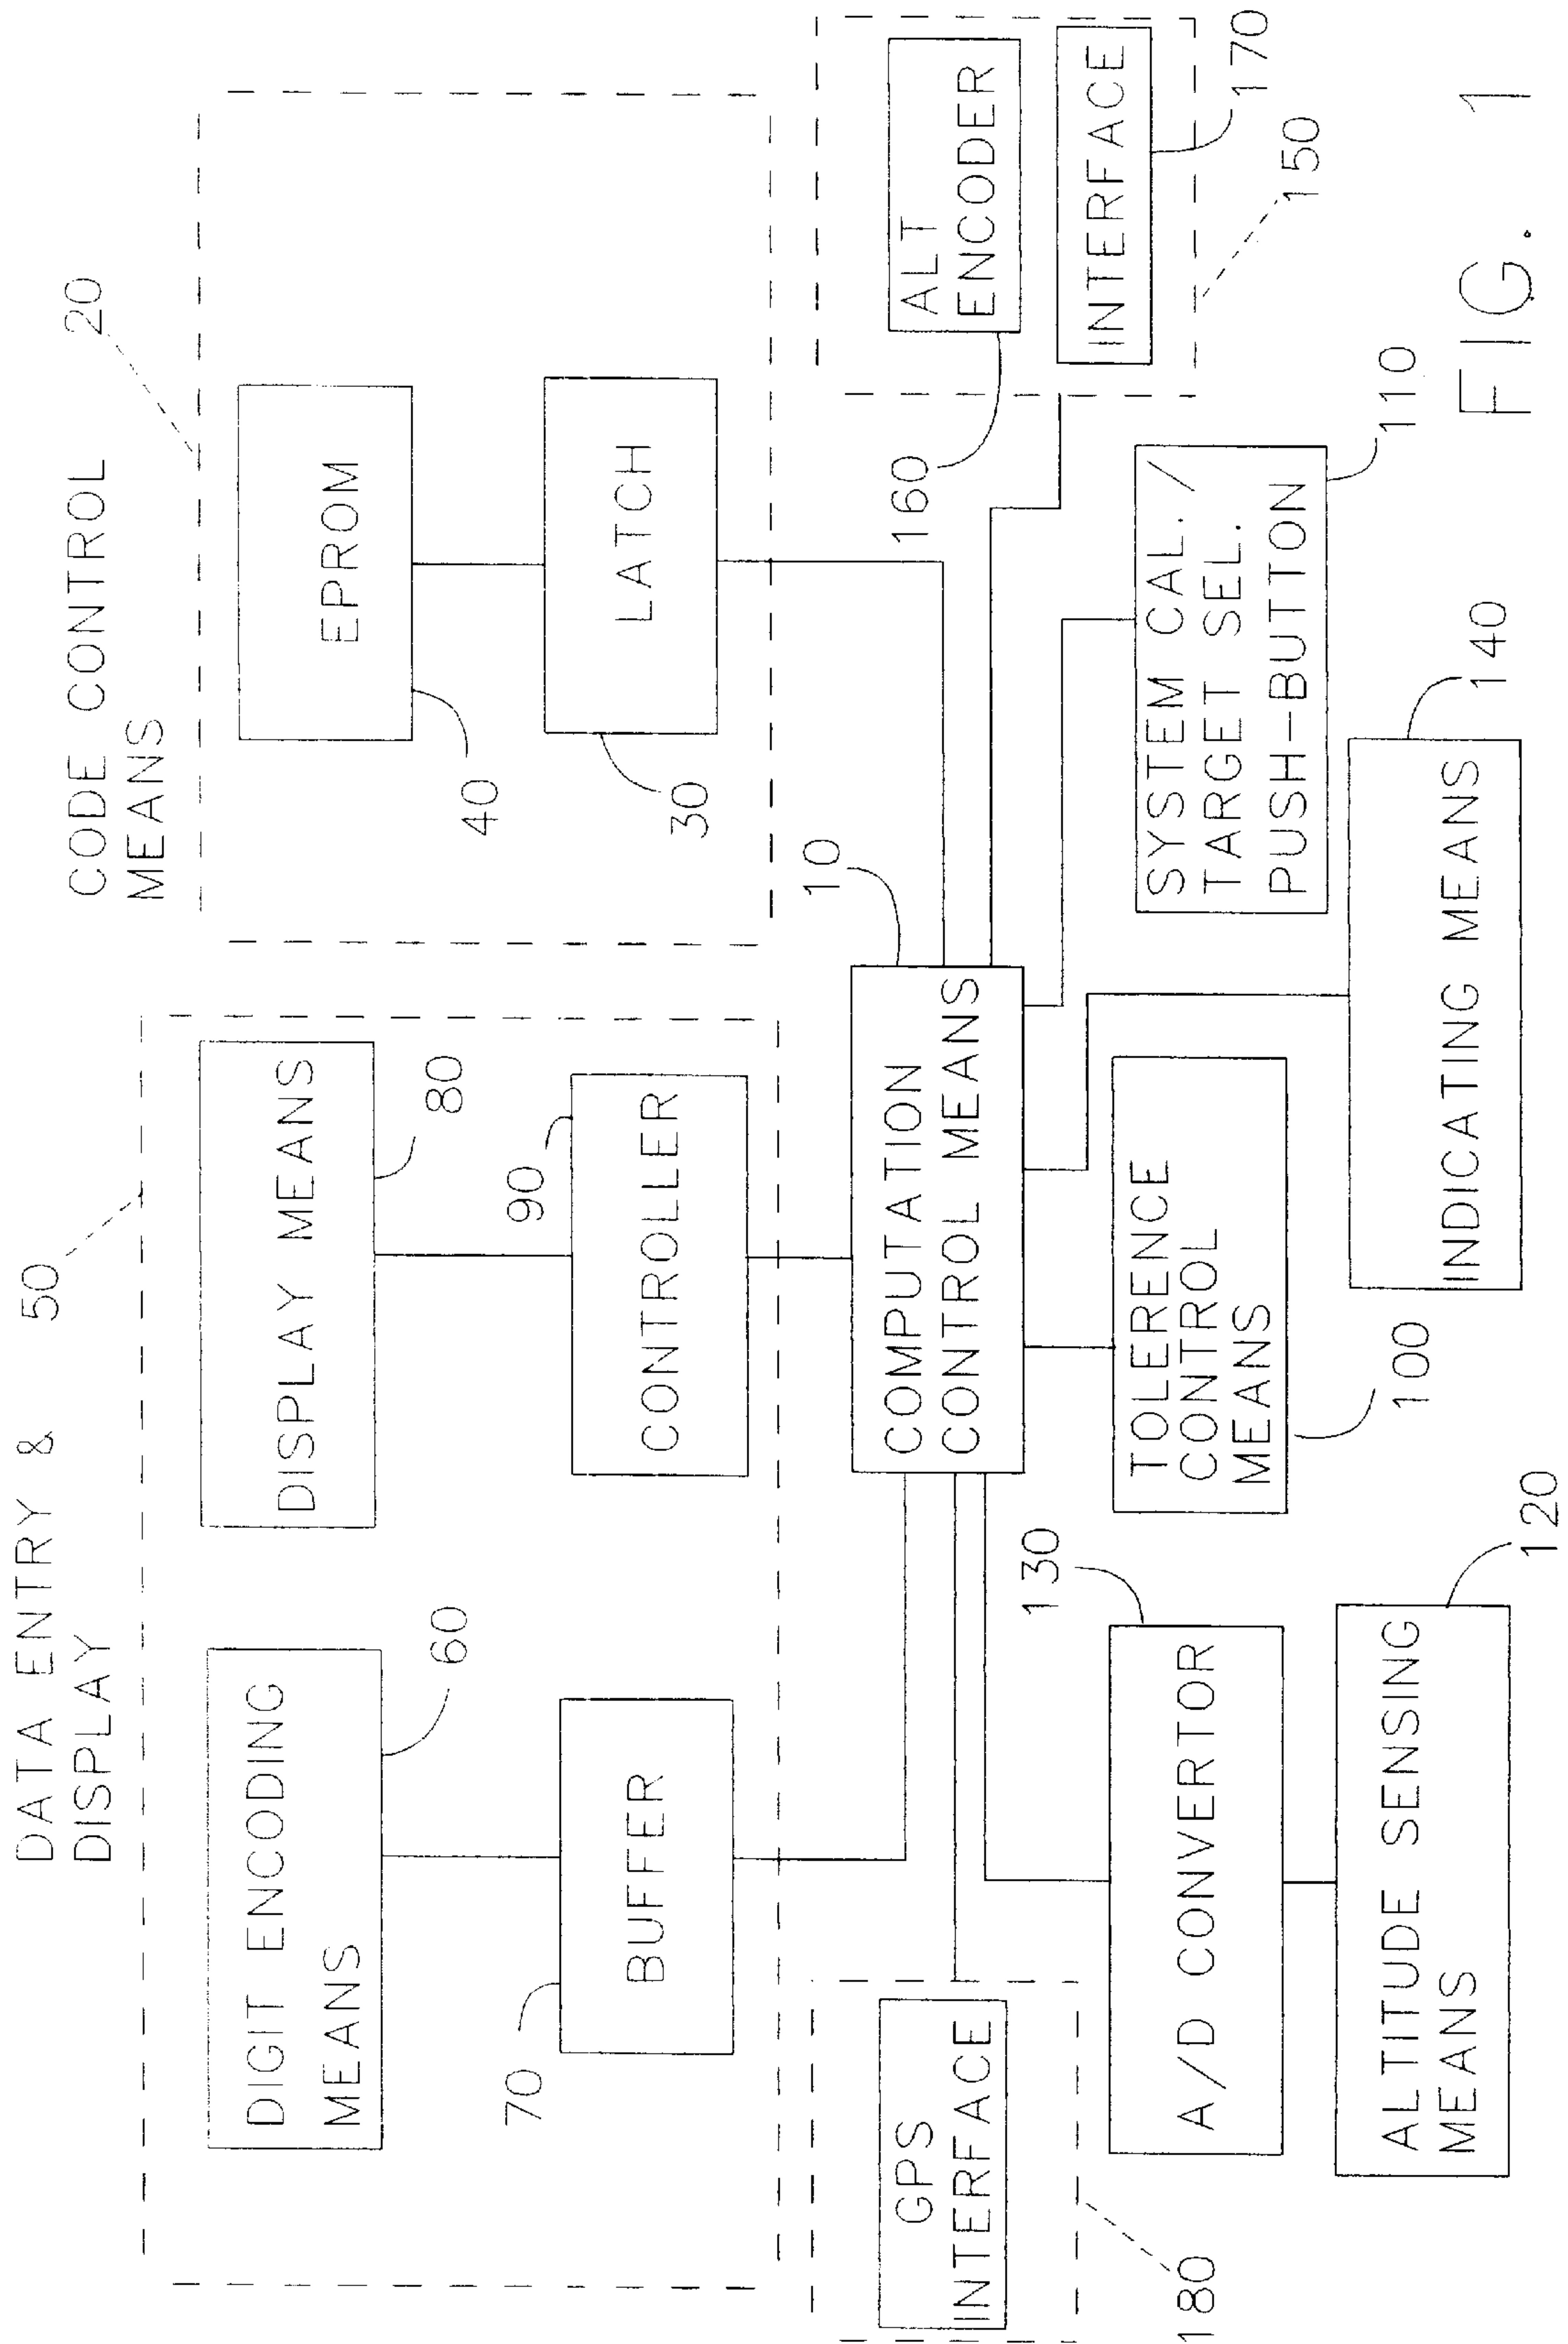 DATA ENTRY & 50
DISPLAY
CODE CONTROL
MEANS
20
DIGIT ENCODING
MEANS
60
DISPLAY MEANS
80
EPROM
40
70
BUFFER
90
CONTROLLER
LATCH
30
GPS
INTERFACE
180
COMPUTATION
CONTROL MEANS
10
ALT
ENCODER
160
INTERFACE
170
150
A/D CONVERTOR
130
TOLERENCE
CONTROL
MEANS
100
SYSTEM CAL./
TARGET SEL.
PUSH-BUTTON
110
ALTITUDE SENSING
MEANS
120
INDICATING MEANS
140
FIG. 1